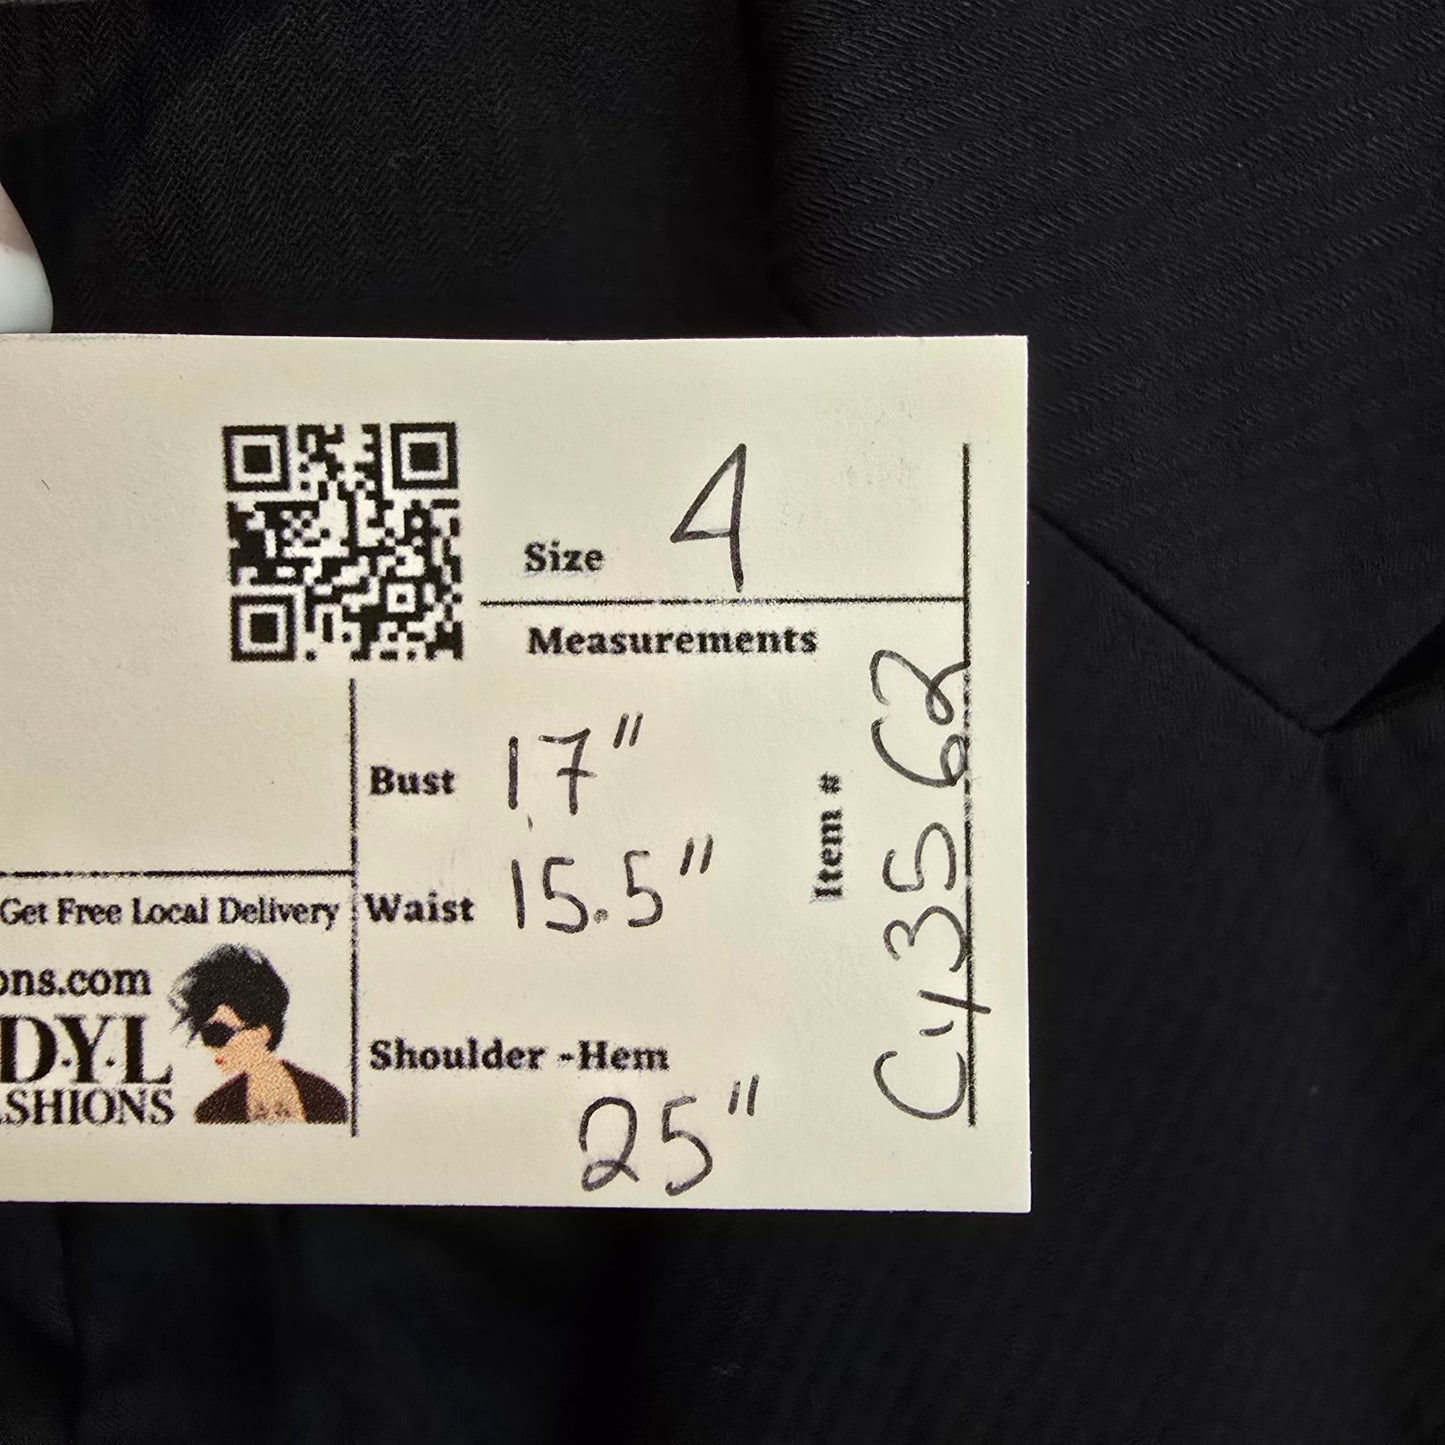 Size 4
Measurements
Bust 17"
Waist 15.5"
Shoulder -Hem
25"
Item #
C43562
Get Free Local Delivery
ons.com
D.Y.L
ASHIONS